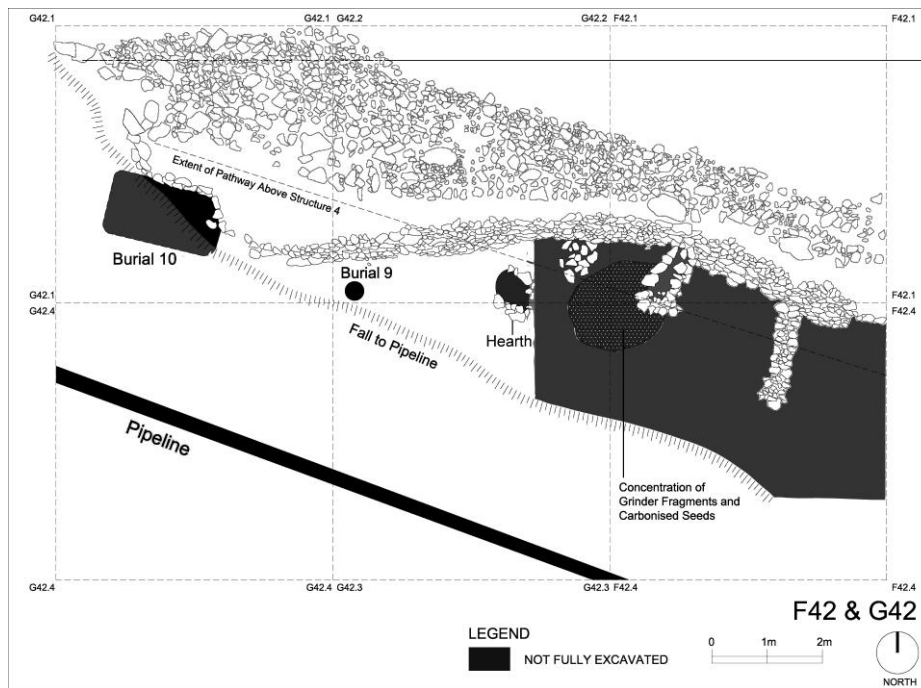 G42.1
G42.1
G42.2
G42.2
F42.1
F42.1
Extent of Pathway Above Structure 4
Burial 10
Burial 9
G42.1
G42.4
Hearth
F42.1
F42.4
Fall to Pipeline
Pipeline
Concentration of
Grinder Fragments and
Carbonised Seeds
G42.4
G42.4
G42.3
G42.3
F42.4
F42.4
F42 & G42
LEGEND
NOT FULLY EXCAVATED
0
1m
2m
NORTH